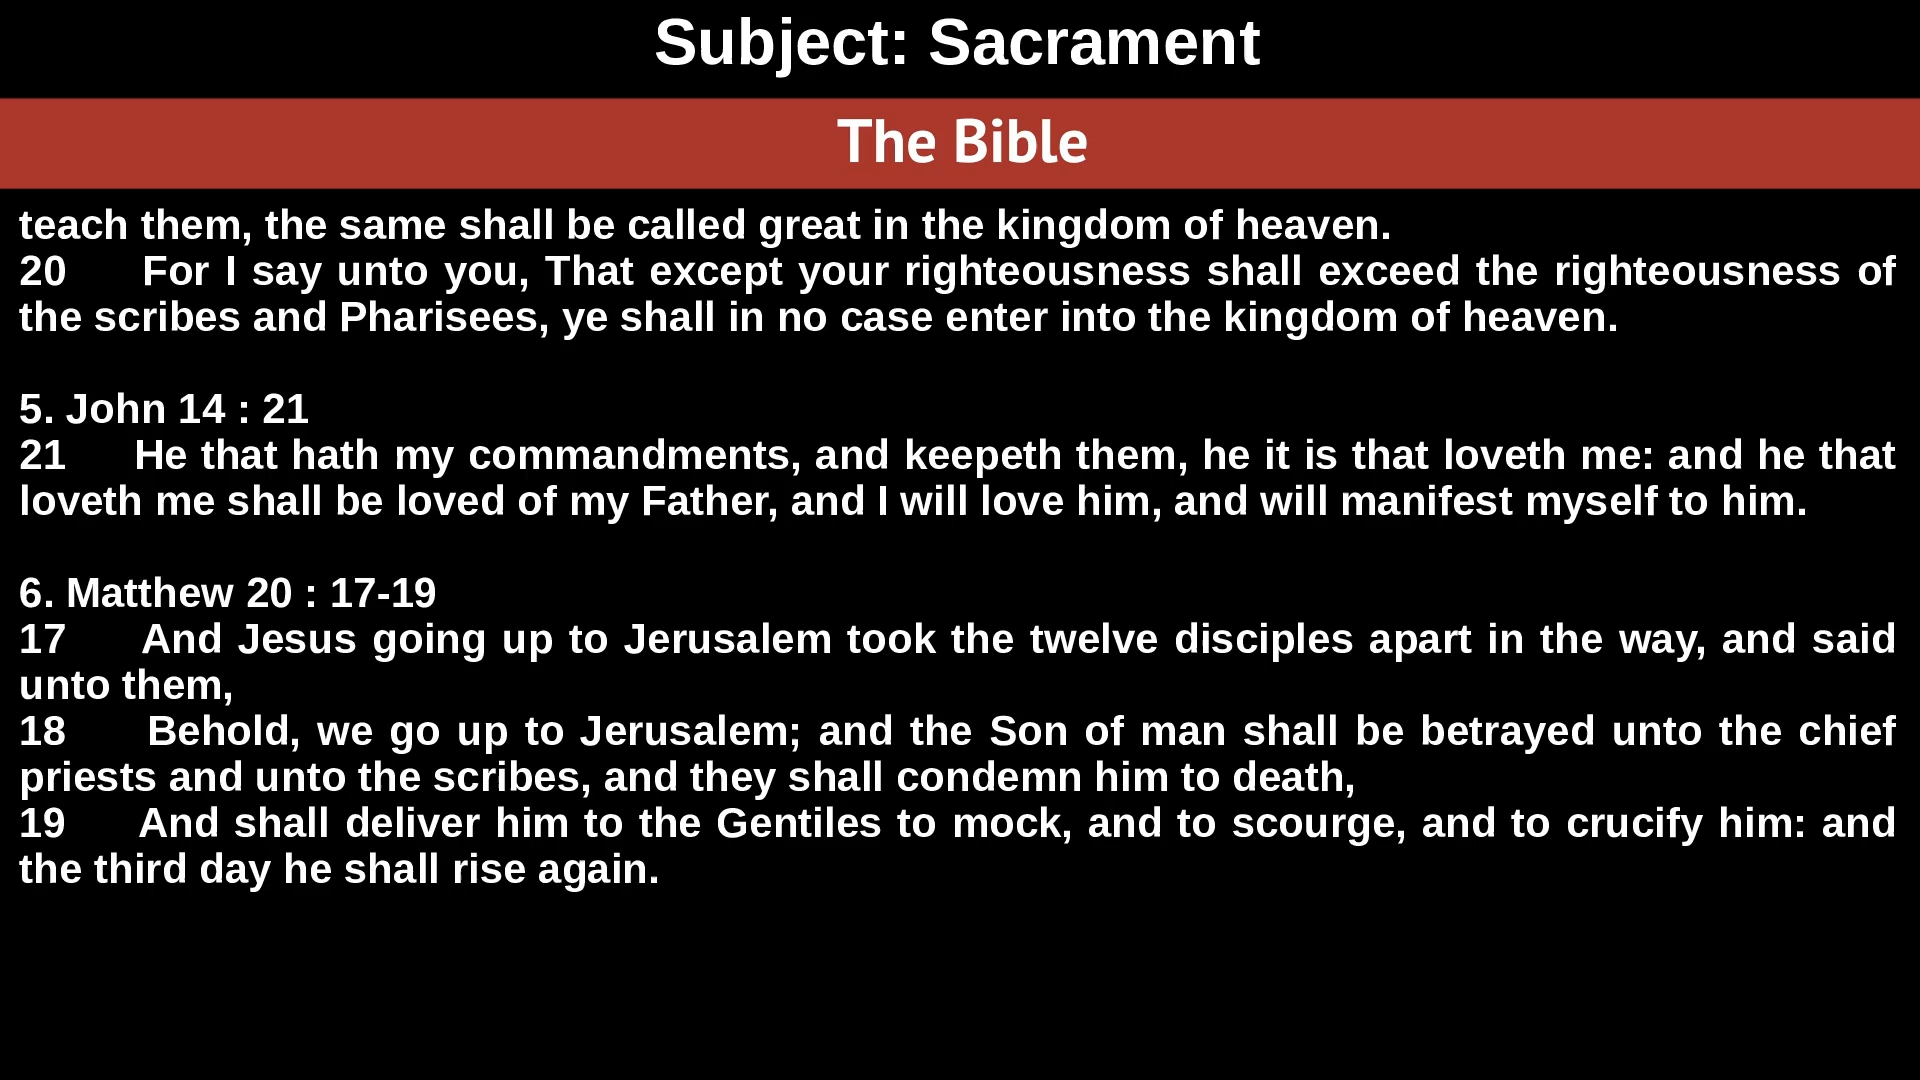 Subject: Sacrament
The Bible
teach them, the same shall be called great in the kingdom of heaven.
20 For I say unto you, That except your righteousness shall exceed the righteousness of
the scribes and Pharisees, ye shall in no case enter into the kingdom of heaven.
5. John 14 : 21
21 He that hath my commandments, and keepeth them, he it is that loveth me: and he that
loveth me shall be loved of my Father, and I will love him, and will manifest myself to him.
6. Matthew 20 : 17-19
17 And Jesus going up to Jerusalem took the twelve disciples apart in the way, and said
unto them,
18 Behold, we go up to Jerusalem; and the Son of man shall be betrayed unto the chief
priests and unto the scribes, and they shall condemn him to death,
19 And shall deliver him to the Gentiles to mock, and to scourge, and to crucify him: and
the third day he shall rise again.